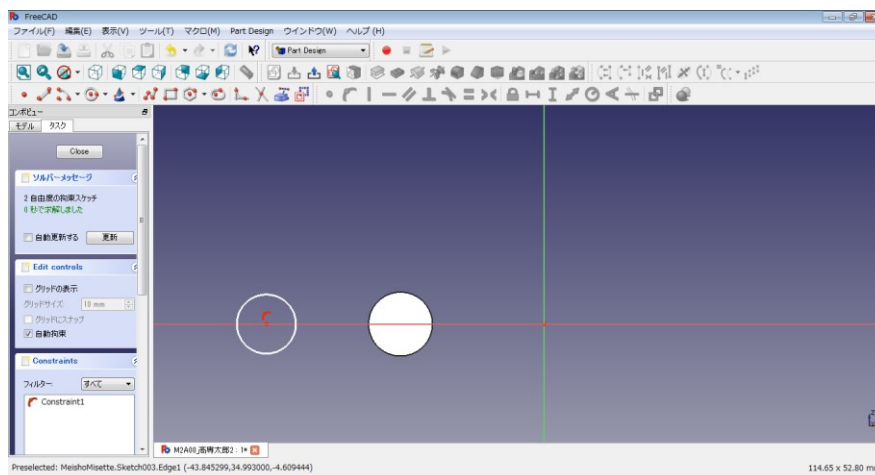 FreeCAD
ファイル(F) 編集(E) 表示(V) ツール(T) マクロ(M) Part Design ウインドウ(W) ヘルプ(H)
Part Design
コンボビュー
モデル タスク
Close
ソルバーメッセージ
2 自由度の拘束スケッチ
0 秒で求解しました
自動更新する 更新
Edit controls
グリッドの表示
グリッドサイズ: 10 mm
グリッドにスナップ
自動拘束
Constraints
フィルター: すべて
Constraint1
M2A00_高専太郎2 : 1*
Preselected: MeishoMisette.Sketch003.Edge1 (-43.845299,34.993000,-4.609444)
114.65 x 52.80 mm